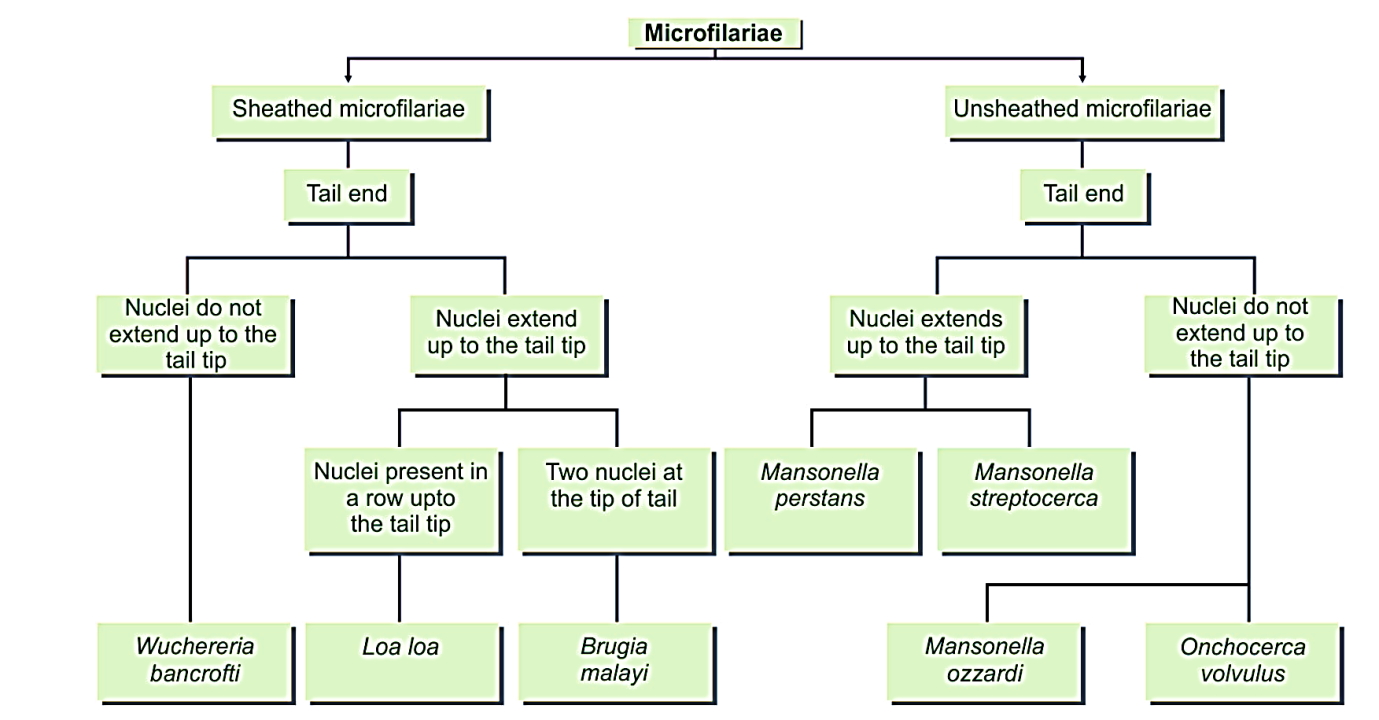 Microfilariae
Sheathed microfilariae
Unsheathed microfilariae
Tail end
Tail end
Nuclei do not
extend up to the
tail tip
Nuclei extend
up to the tail tip
Nuclei extends
up to the tail tip
Nuclei do not
extend up to
the tail tip
Nuclei present in
a row upto
the tail tip
Two nuclei at
the tip of tail
Mansonella
perstans
Mansonella
streptocerca
Wuchereria
bancrofti
Loa loa
Brugia
malayi
Mansonella
ozzardi
Onchocerca
volvulus